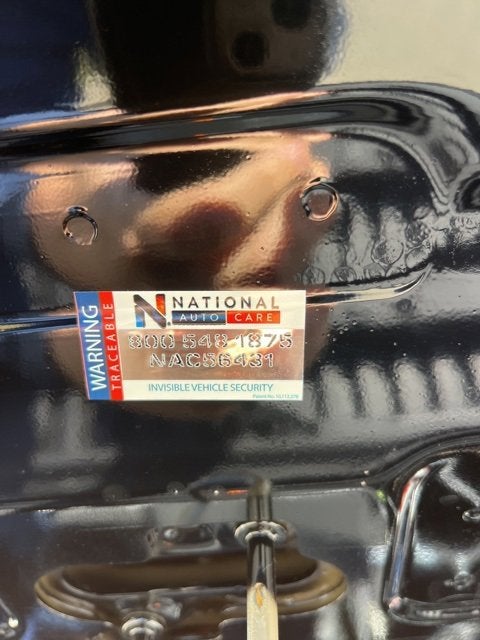 WARNING
TRACEABLE
N. NATIONAL
AUTO CARE
800 548 1875
NAC56431
INVISIBLE VEHICLE SECURITY